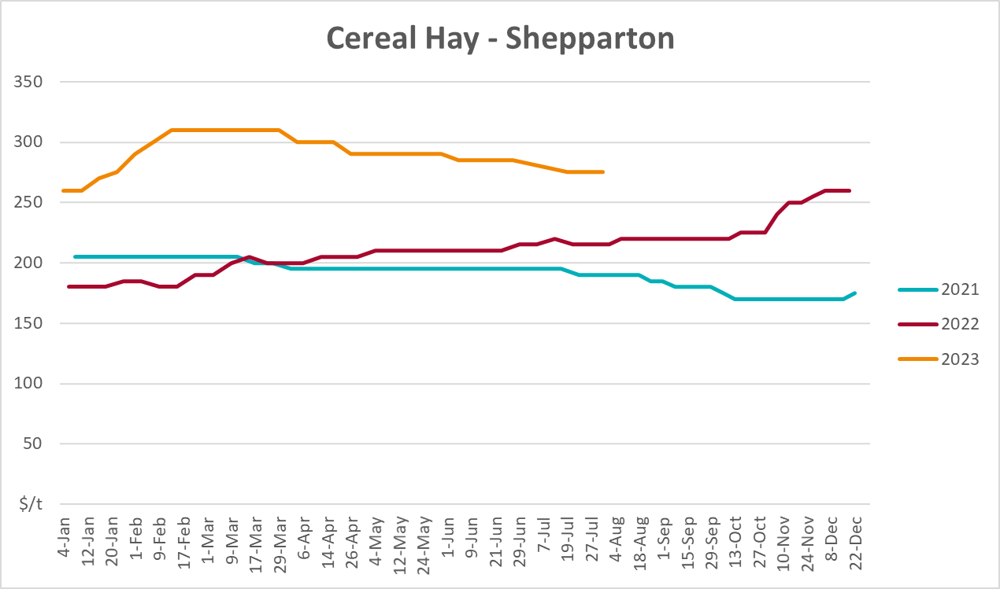 Cereal Hay - Shepparton
350
300
250
200
150
100
50
$/t
4-Jan
12-Jan
20-Jan
1-Feb
9-Feb
17-Feb
1-Mar
9-Mar
17-Mar
29-Mar
6-Apr
14-Apr
26-Apr
4-May
12-May
24-May
1-Jun
9-Jun
21-Jun
29-Jun
7-Jul
19-Jul
27-Jul
4-Aug
18-Aug
1-Sep
15-Sep
29-Sep
13-Oct
27-Oct
10-Nov
24-Nov
8-Dec
22-Dec
2021
2022
2023